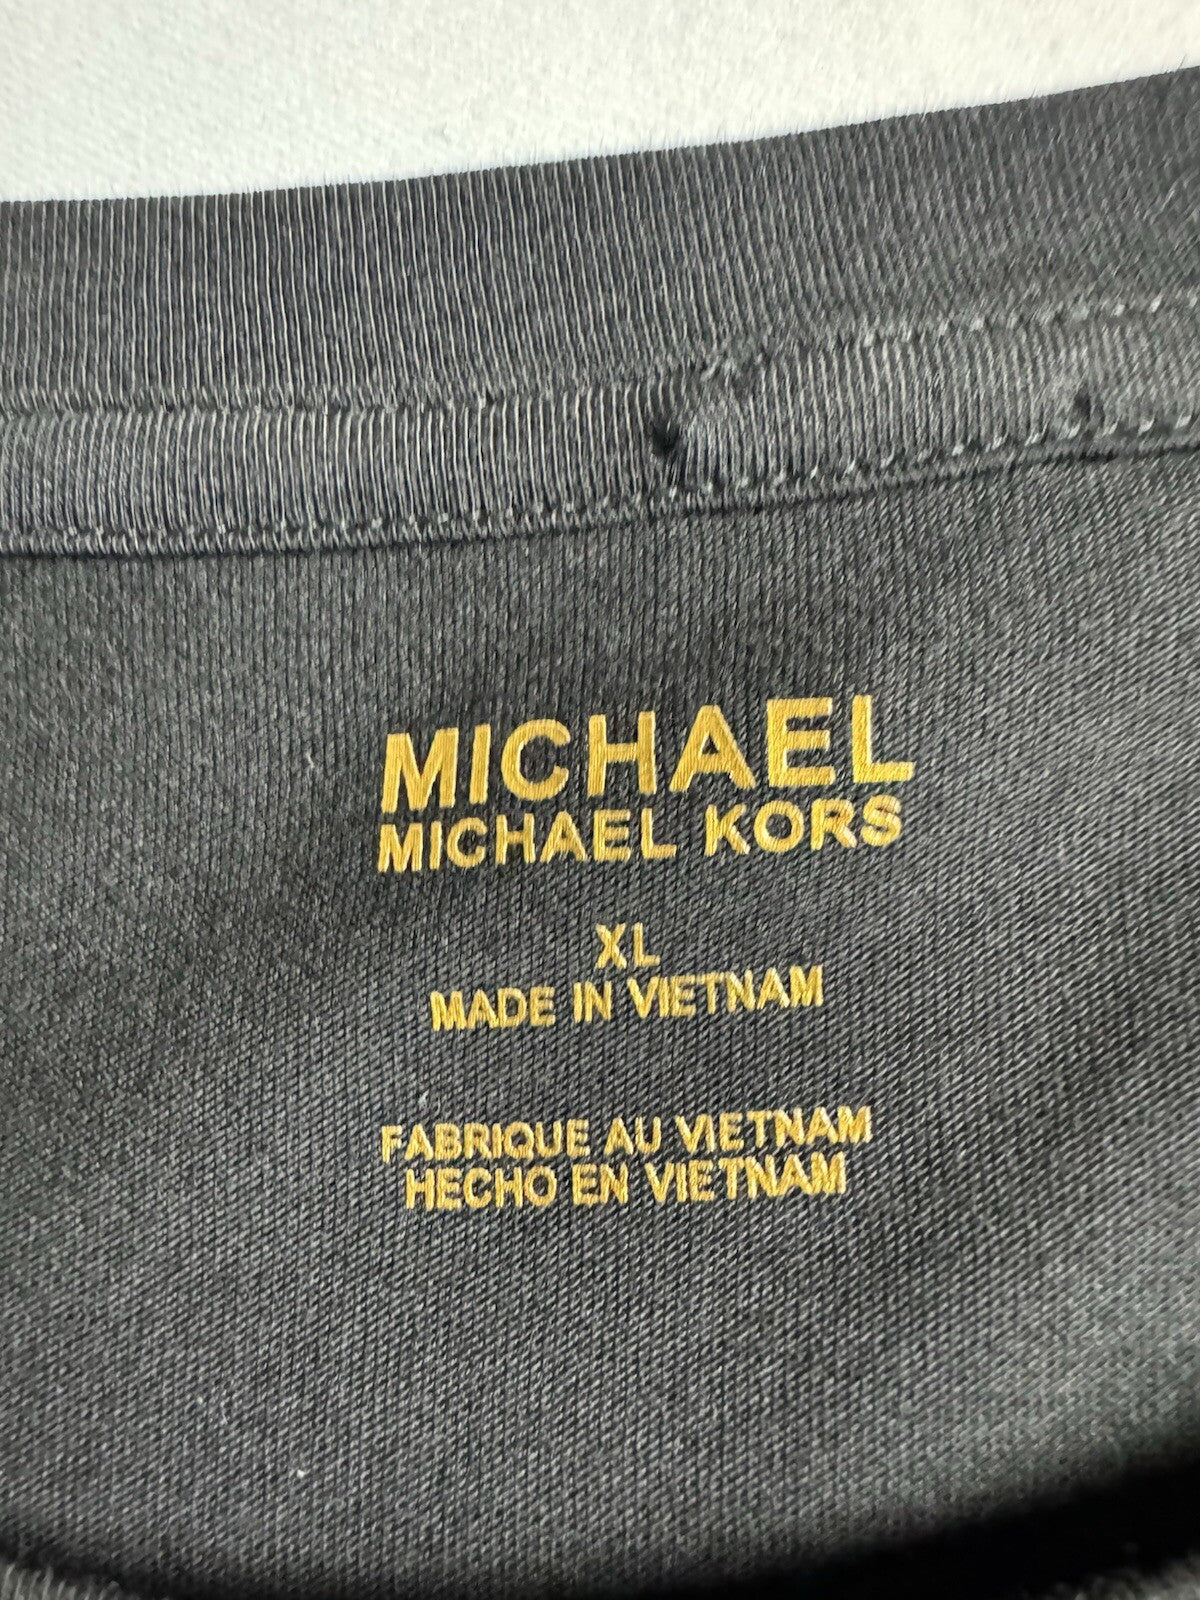 MICHAEL
MICHAEL KORS
XL
MADE IN VIETNAM
FABRIQUE AU VIETNAM
HECHO EN VIETNAM